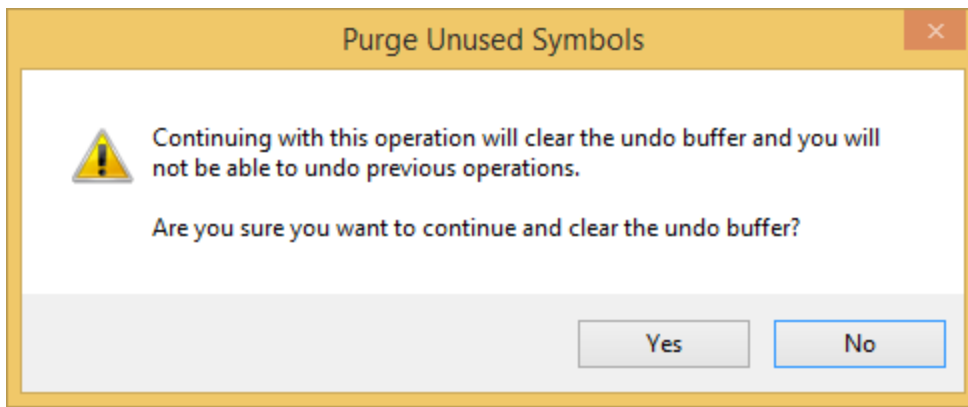 Purge Unused Symbols
Continuing with this operation will clear the undo buffer and you will
not be able to undo previous operations.
Are you sure you want to continue and clear the undo buffer?
Yes No